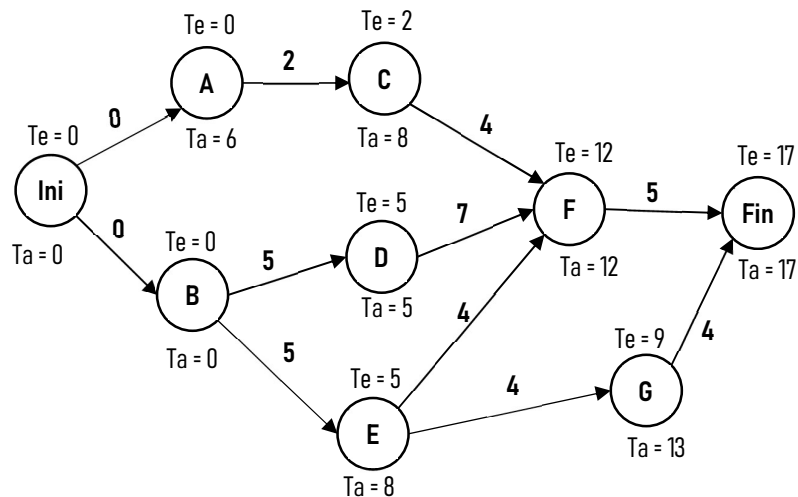 Te = 0
A
Ta = 6
2
Te = 2
C
Ta = 8
0
4
Te = 0
Ini
Ta = 0
0
Te = 0
B
Ta = 0
5
Te = 5
D
Ta = 5
7
Te = 12
F
Ta = 12
5
Te = 17
Fin
Ta = 17
5
4
Te = 5
E
Ta = 8
4
Te = 9
G
Ta = 13
4